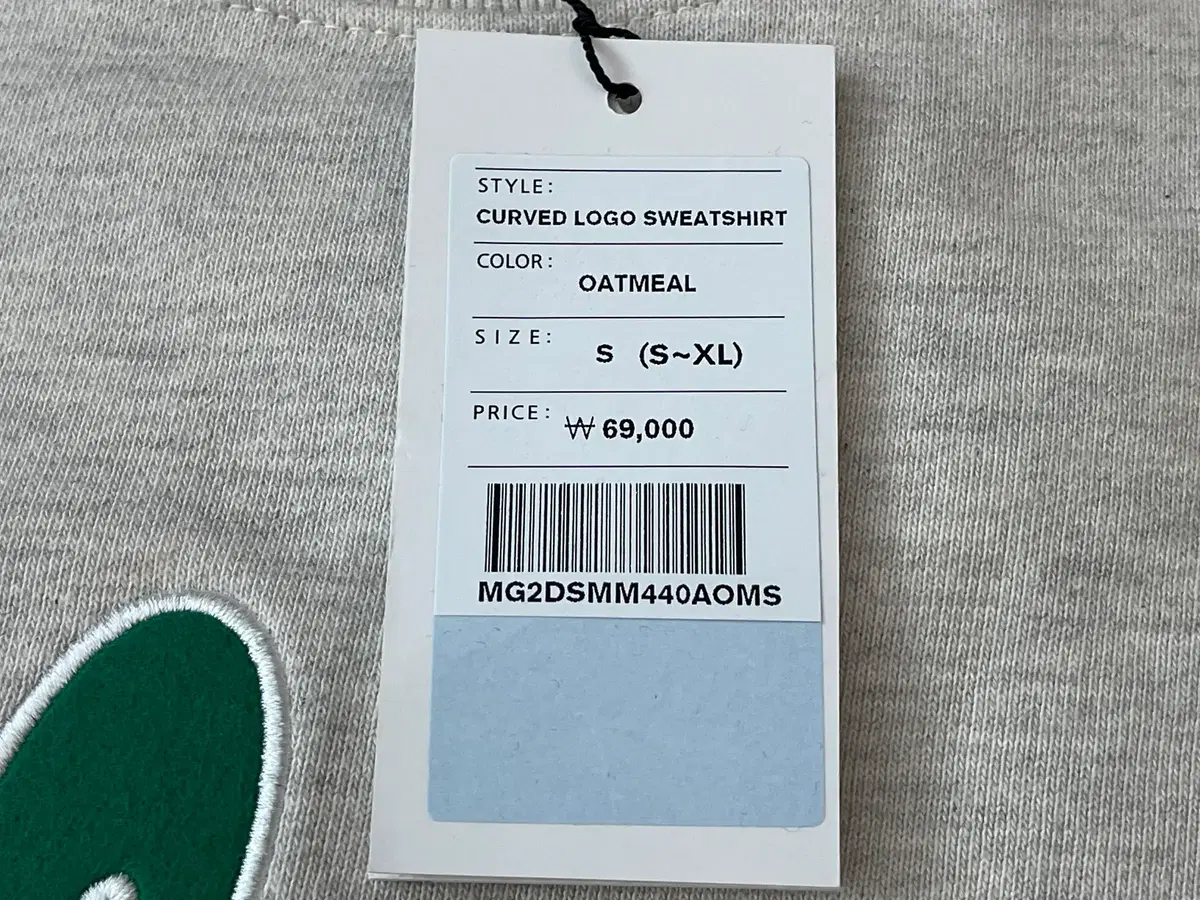 STYLE:
CURVED LOGO SWEATSHIRT
COLOR:
OATMEAL
SIZE:
S (S~XL)
PRICE:
₩ 69,000
MG2DSMM440AOMS